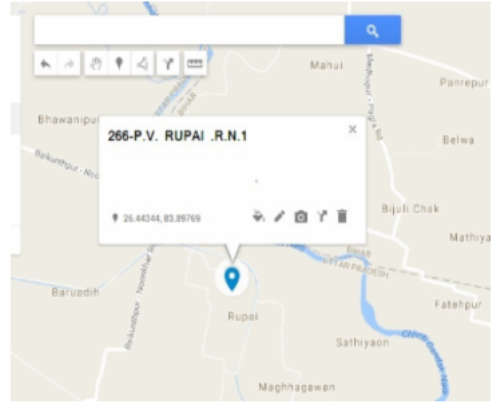 Mahui
Panrepur
Bhawanipur
BIHAR
Belwa
266-P.V. RUPAI .R.N.1
26.44344, 83.89769
Bijuli Chak
Mathiya
BIHAR
UTTAR PRADESH
Baruadih
Rupai
Fatehpur
Sathiyaon
Maghhagawan